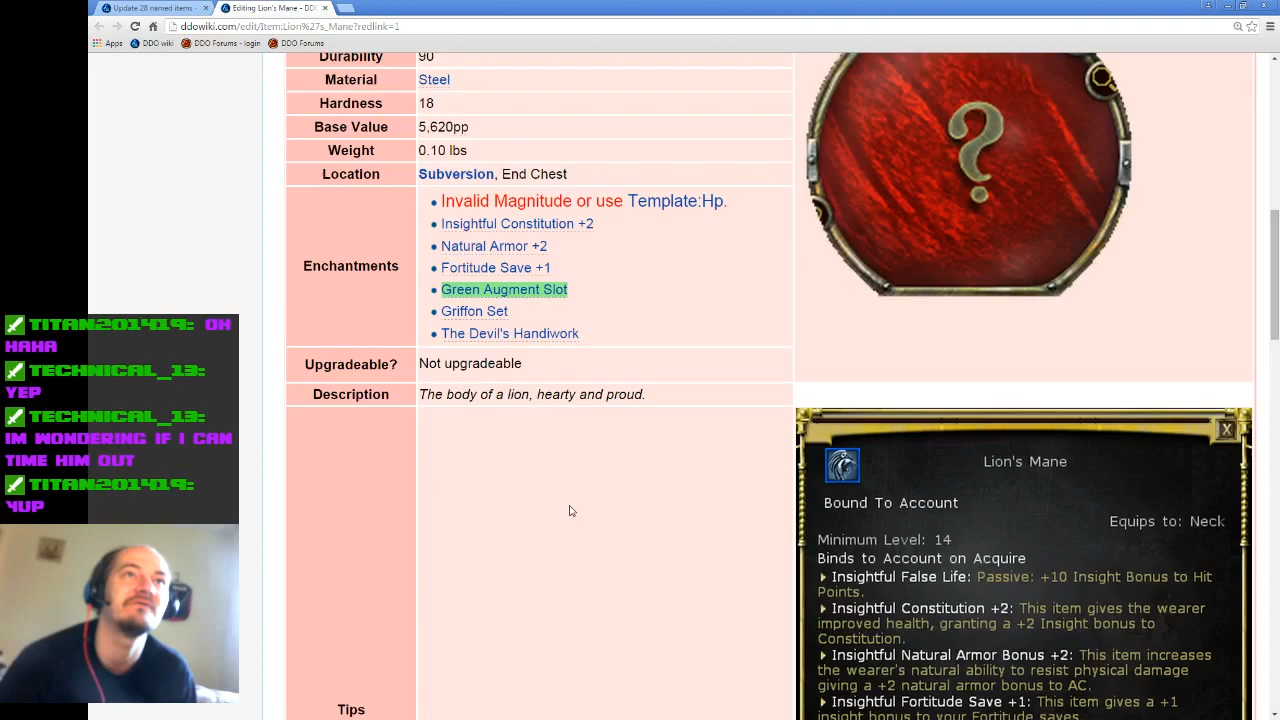 Update 28 named items -
Editing Lion's Mane - DD
ddowiki.com/edit/Item:Lion%27s_Mane?redlink=1
Apps DDO wiki DDO Forums - login DDO Forums
Durability 90
Material Steel
Hardness 18
Base Value 5,620pp
Weight 0.10 lbs
Location Subversion, End Chest
Enchantments
Invalid Magnitude or use Template:Hp.
Insightful Constitution +2
Natural Armor +2
Fortitude Save +1
Green Augment Slot
Griffon Set
The Devil's Handiwork
Upgradeable? Not upgradeable
Description The body of a lion, hearty and proud.
Tips
?
X
Lion's Mane
Bound To Account
Equips to: Neck
Minimum Level: 14
Binds to Account on Acquire
Insightful False Life: Passive: +10 Insight Bonus to Hit
Points.
Insightful Constitution +2: This item gives the wearer
improved health, granting a +2 Insight bonus to
Constitution.
Insightful Natural Armor Bonus +2: This item increases
the wearer's natural ability to resist physical damage
giving a +2 natural armor bonus to AC.
Insightful Fortitude Save +1: This item gives a +1
insight bonus to your Fortitude saves.
TITAN201419: OH
HAHA
TECHNICAL_13:
YEP
TECHNICAL_13:
IM WONDERING IF I CAN
TIME HIM OUT
TITAN201419:
YUP